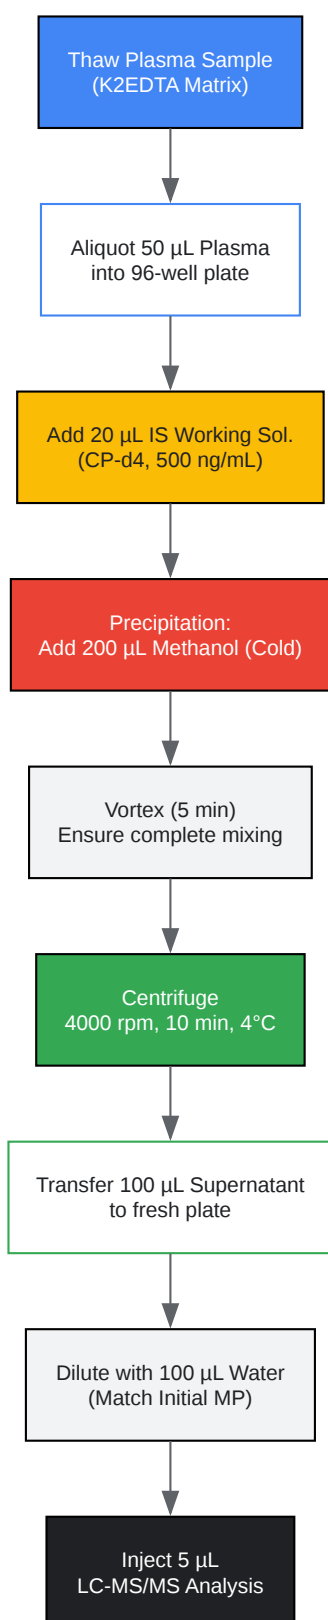 Thaw Plasma Sample
(K2EDTA Matrix)
Aliquot 50 µL Plasma
into 96-well plate
Add 20 µL IS Working Sol.
(CP-d4, 500 ng/mL)
Precipitation:
Add 200 µL Methanol (Cold)
Vortex (5 min)
Ensure complete mixing
Centrifuge
4000 rpm, 10 min, 4°C
Transfer 100 µL Supernatant
to fresh plate
Dilute with 100 µL Water
(Match Initial MP)
Inject 5 µL
LC-MS/MS Analysis